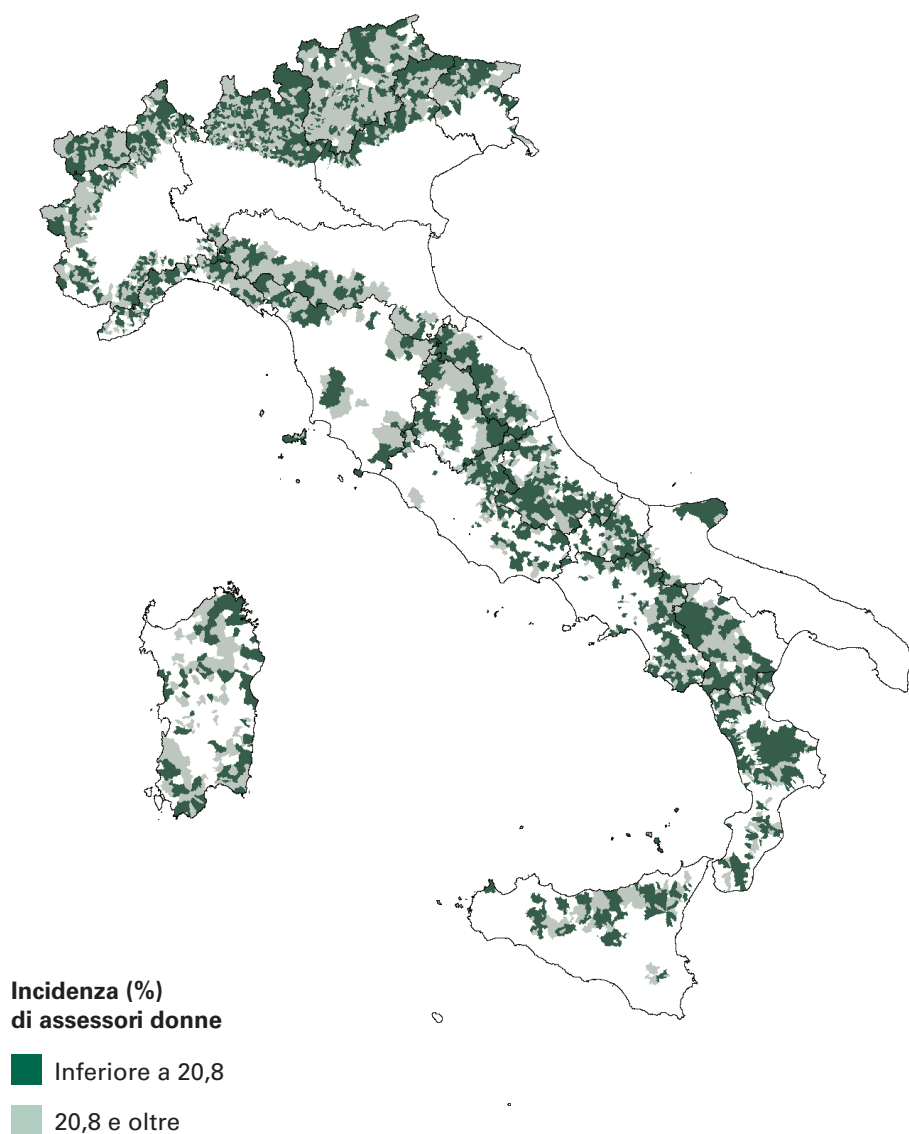 Incidenza (%)
di assessori donne
Inferiore a 20,8
20,8 e oltre